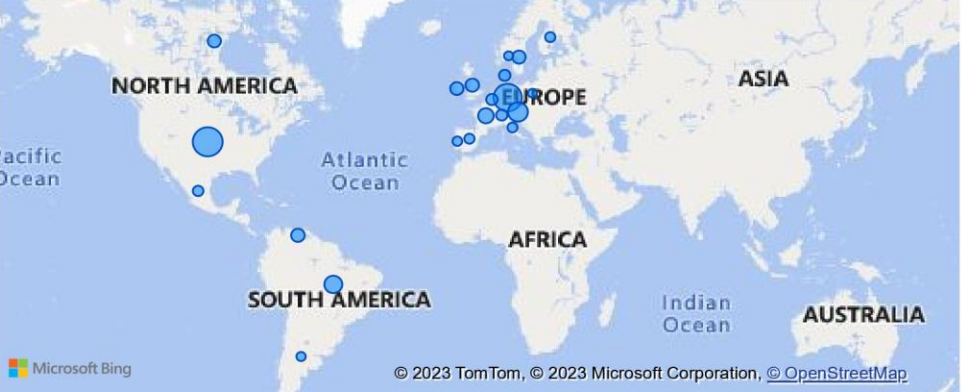 NORTH AMERICA
ASIA
EUROPE
acific
Ocean
Atlantic
Ocean
AFRICA
SOUTH AMERICA
Indian
Ocean
AUSTRALIA
Microsoft Bing
© 2023 TomTom, © 2023 Microsoft Corporation, © OpenStreetMap